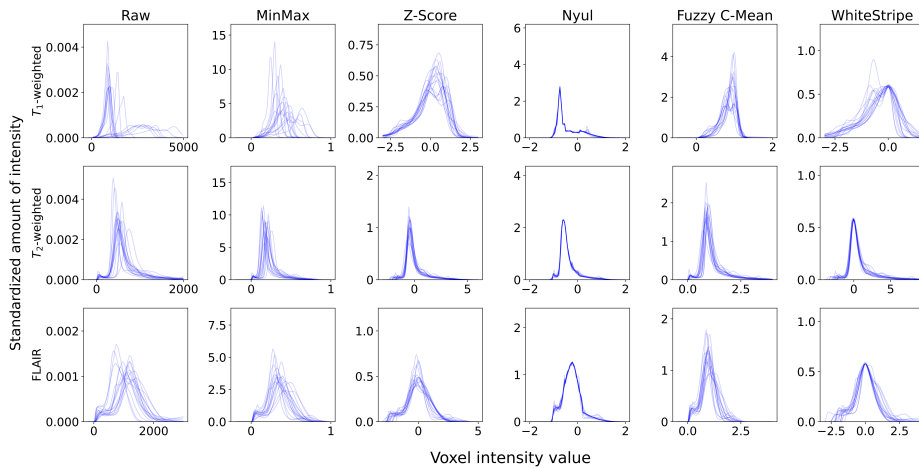 Raw MinMax Z-Score Nyul Fuzzy C-Mean WhiteStripe
Standardized amount of intensity
T₁-weighted
0.004 0.002 0.000
0 5000
15 10 5 0
0 1
0.75 0.50 0.25 0.00
−2.5 0.0 2.5
6 4 2 0
−2 0 2
4 2 0
0 2
1.0 0.5 0.0
−2.5 0.0
T₂-weighted
0.004 0.002 0.000
0 2000
15 10 5 0
0 1
2 1 0
0 5
4 2 0
−2 0 2
3 2 1 0
0.0 2.5
1.0 0.5 0.0
0 5
FLAIR
0.002 0.001 0.000
0 2000
7.5 5.0 2.5 0.0
0 1
1.0 0.5 0.0
0 5
2 1 0
−2 0 2
2 1 0
0.0 2.5
1.0 0.5 0.0
−2.5 0.0 2.5
Voxel intensity value